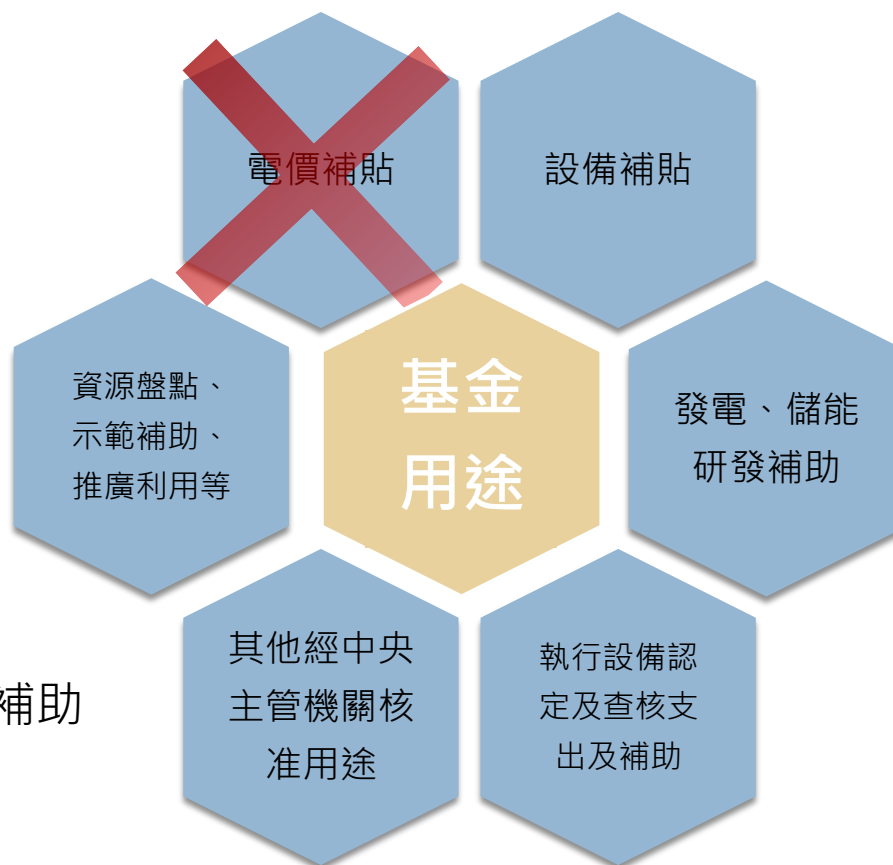 電價補貼
設備補貼
資源盤點、
示範補助、
推廣利用等
基金
用途
發電、儲能
研發補助
補助
其他經中央
主管機關核
准用途
執行設備認
定及查核支
出及補助